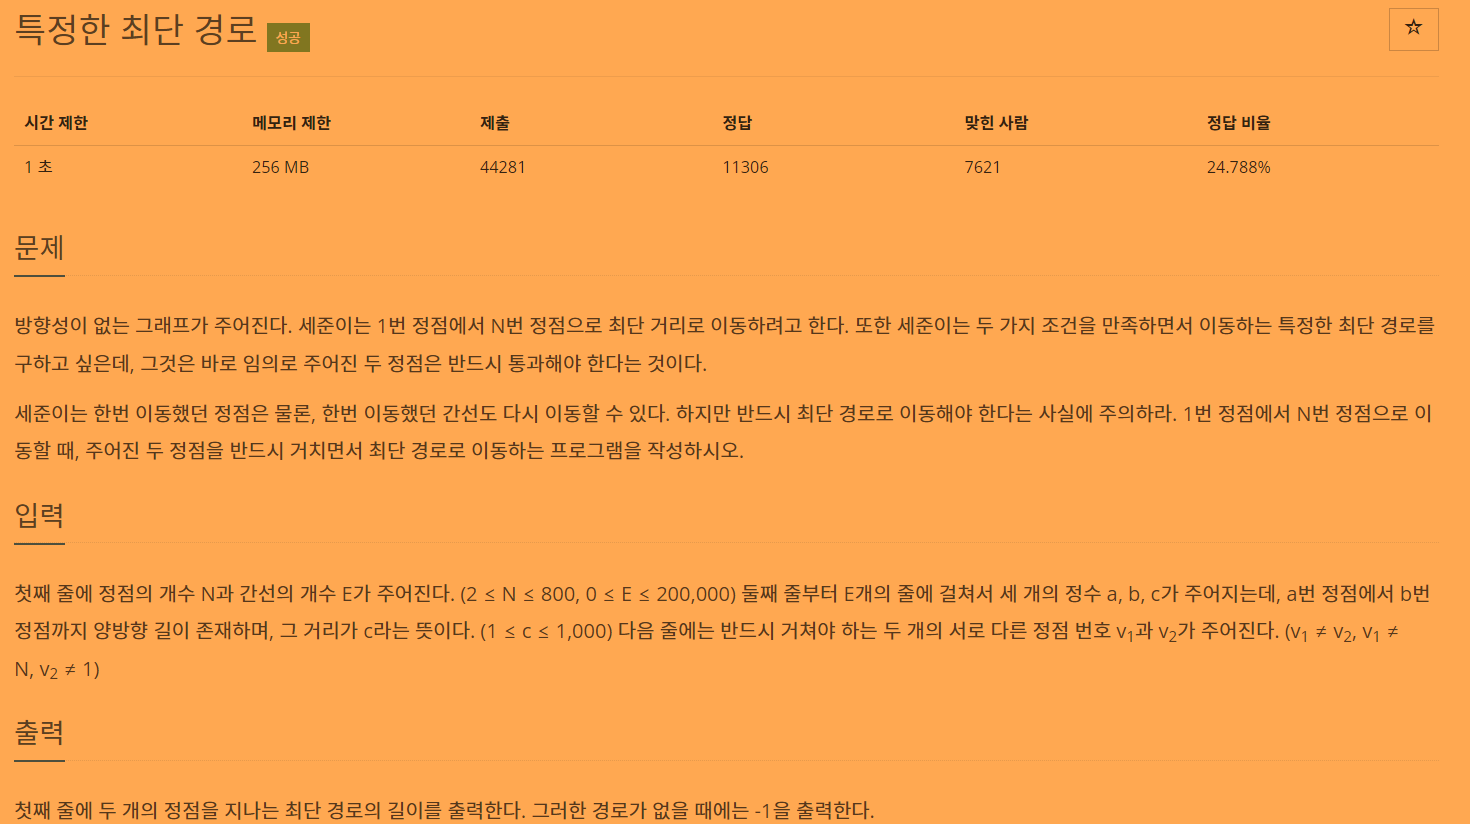 특정한 최단 경로 성공
시간 제한 메모리 제한 제출 정답 맞힌 사람 정답 비율
1 초 256 MB 44281 11306 7621 24.788%
문제
방향성이 없는 그래프가 주어진다. 세준이는 1번 정점에서 N번 정점으로 최단 거리로 이동하려고 한다. 또한 세준이는 두 가지 조건을 만족하면서 이동하는 특정한 최단 경로를
구하고 싶은데, 그것은 바로 임의로 주어진 두 정점은 반드시 통과해야 한다는 것이다.
세준이는 한번 이동했던 정점은 물론, 한번 이동했던 간선도 다시 이동할 수 있다. 하지만 반드시 최단 경로로 이동해야 한다는 사실에 주의하라. 1번 정점에서 N번 정점으로 이
동할 때, 주어진 두 정점을 반드시 거치면서 최단 경로로 이동하는 프로그램을 작성하시오.
입력
첫째 줄에 정점의 개수 N과 간선의 개수 E가 주어진다. (2 ≤ N ≤ 800, 0 ≤ E ≤ 200,000) 둘째 줄부터 E개의 줄에 걸쳐서 세 개의 정수 a, b, c가 주어지는데, a번 정점에서 b번
정점까지 양방향 길이 존재하며, 그 거리가 c라는 뜻이다. (1 ≤ c ≤ 1,000) 다음 줄에는 반드시 거쳐야 하는 두 개의 서로 다른 정점 번호 v₁과 v₂가 주어진다. (v₁ ≠ v₂, v₁ ≠
N, v₂ ≠ 1)
출력
첫째 줄에 두 개의 정점을 지나는 최단 경로의 길이를 출력한다. 그러한 경로가 없을 때에는 -1을 출력한다.